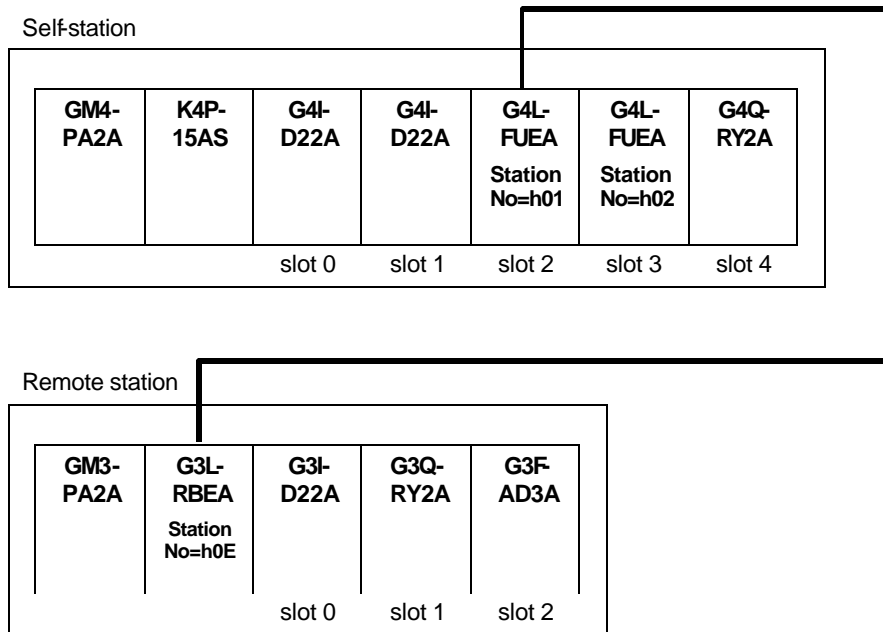 Self-station
GM4-
PA2A
K4P-
15AS
G4I-
D22A
G4I-
D22A
G4L-
FUEA
Station
No=h01
G4L-
FUEA
Station
No=h02
G4Q-
RY2A
slot 0
slot 1
slot 2
slot 3
slot 4
Remote station
GM3-
PA2A
G3L-
RBEA
Station
No=h0E
G3I-
D22A
G3Q-
RY2A
G3F-
AD3A
slot 0
slot 1
slot 2